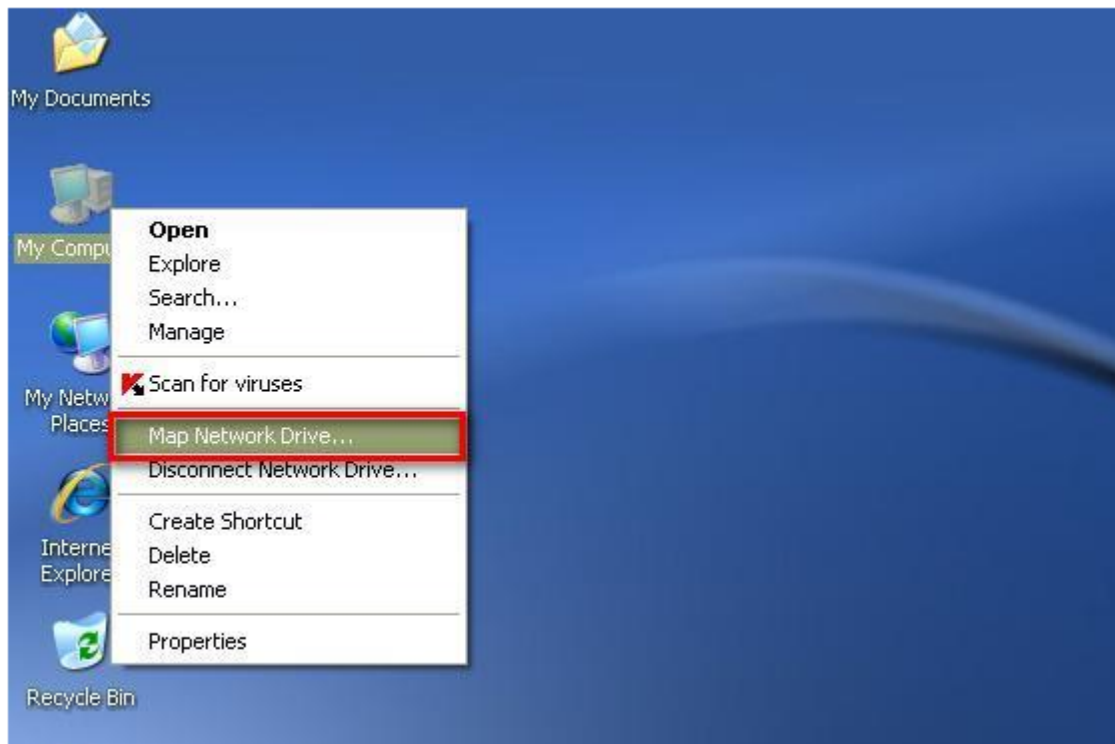 My Documents
My Compu
My Netw
Places
Interne
Explore
Recycle Bin
Open
Explore
Search...
Manage
Scan for viruses
Map Network Drive...
Disconnect Network Drive...
Create Shortcut
Delete
Rename
Properties